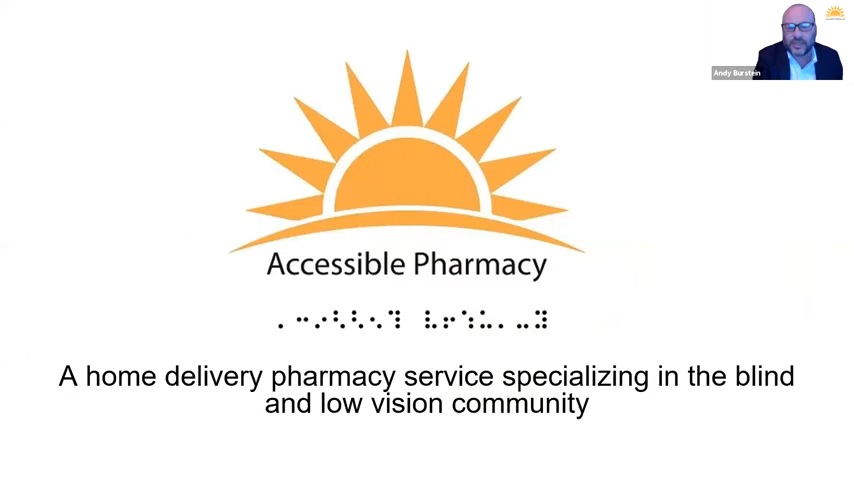 Andy Burstein
Accessible Pharmacy
A home delivery pharmacy service specializing in the blind
and low vision community